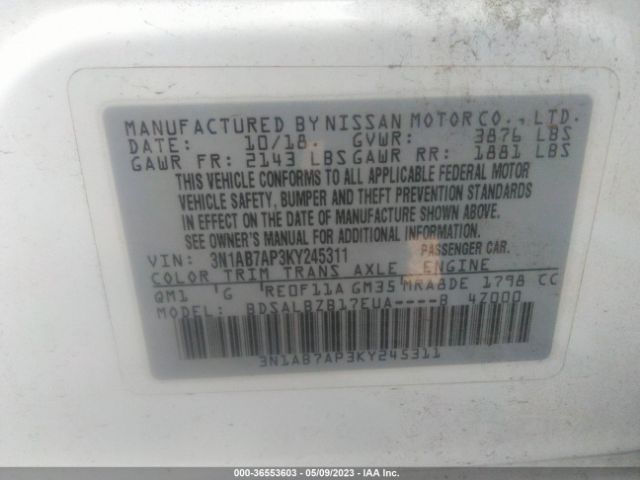 MANUFACTURED BY NISSAN MOTOR CO., LTD.
DATE: 10/18. GVWR: 3876 LBS
GAWR FR: 2143 LBS GAWR RR: 1881 LBS
THIS VEHICLE CONFORMS TO ALL APPLICABLE FEDERAL MOTOR
VEHICLE SAFETY, BUMPER AND THEFT PREVENTION STANDARDS
IN EFFECT ON THE DATE OF MANUFACTURE SHOWN ABOVE.
SEE OWNER'S MANUAL FOR ADDITIONAL INFORMATION.
VIN: 3N1AB7AP3KY245311 PASSENGER CAR.
COLOR TRIM TRANS AXLE ENGINE
QM1 G RE0F11A GM35 MRA8DE 1798 CC
MODEL: BDSALBZB17EUA----B 4Z000
3N1AB7AP3KY245311
000-36553603 - 05/09/2023 - IAA Inc.